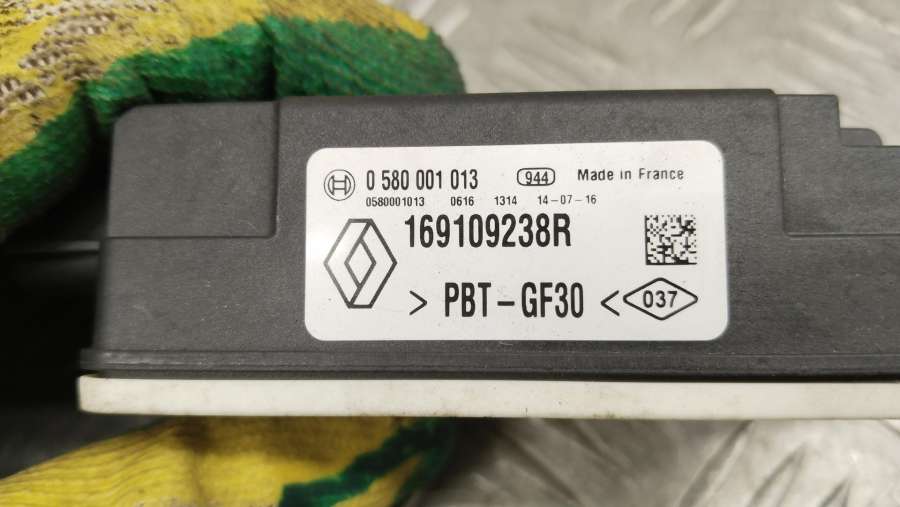 0 580 001 013 944 Made in France
0580001013 0616 1314 14-07-16
169109238R
> PBT-GF30 < 037